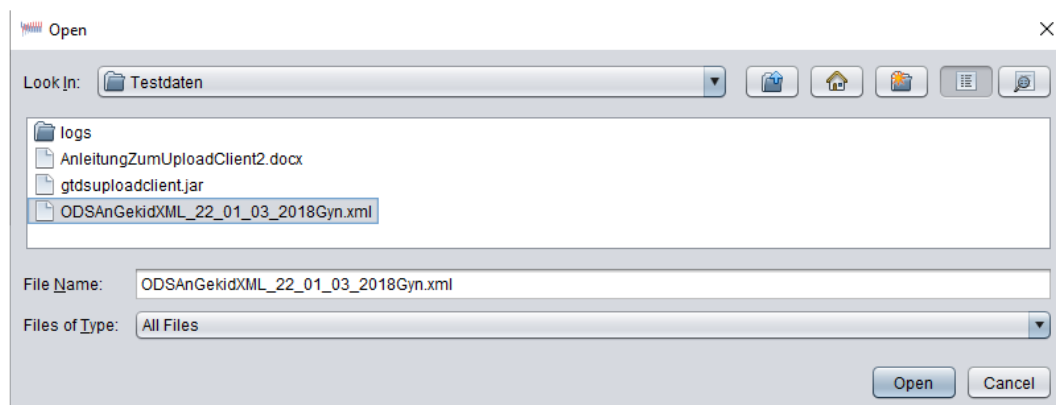 Open
Look In: Testdaten
logs
AnleitungZumUploadClient2.docx
gtdsuploadclient.jar
ODSAnGekidXML_22_01_03_2018Gyn.xml
File Name: ODSAnGekidXML_22_01_03_2018Gyn.xml
Files of Type: All Files
Open Cancel